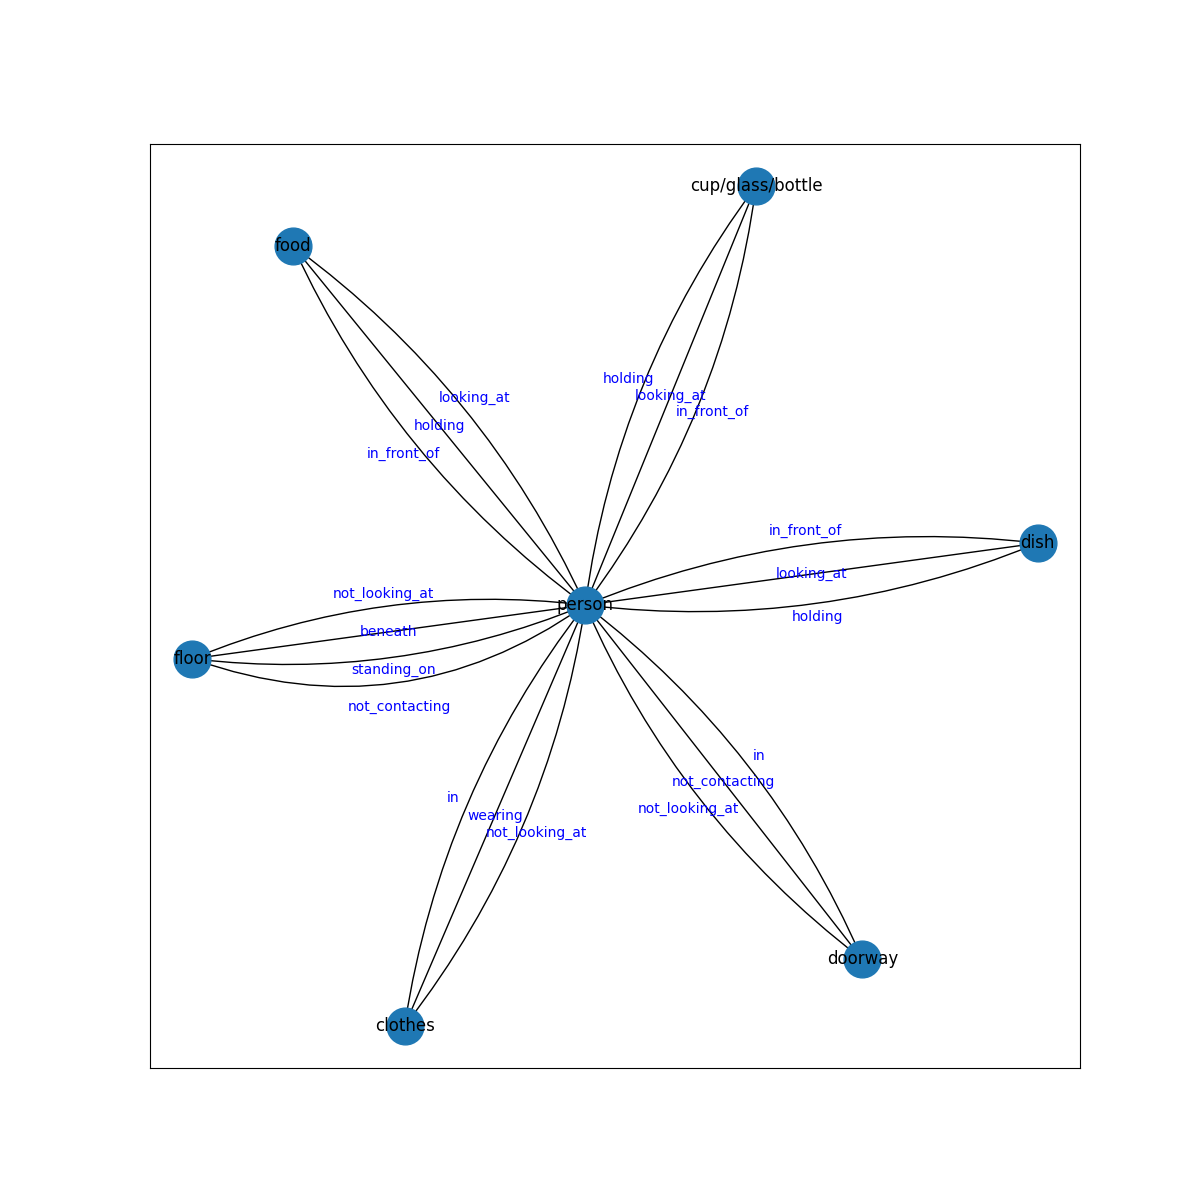 cup/glass/bottle
food
holding
looking_at
in_front_of
looking_at
holding
in_front_of
in_front_of
dish
looking_at
holding
person
not_looking_at
beneath
floor
standing_on
not_contacting
in
not_contacting
not_looking_at
in
wearing
not_looking_at
doorway
clothes